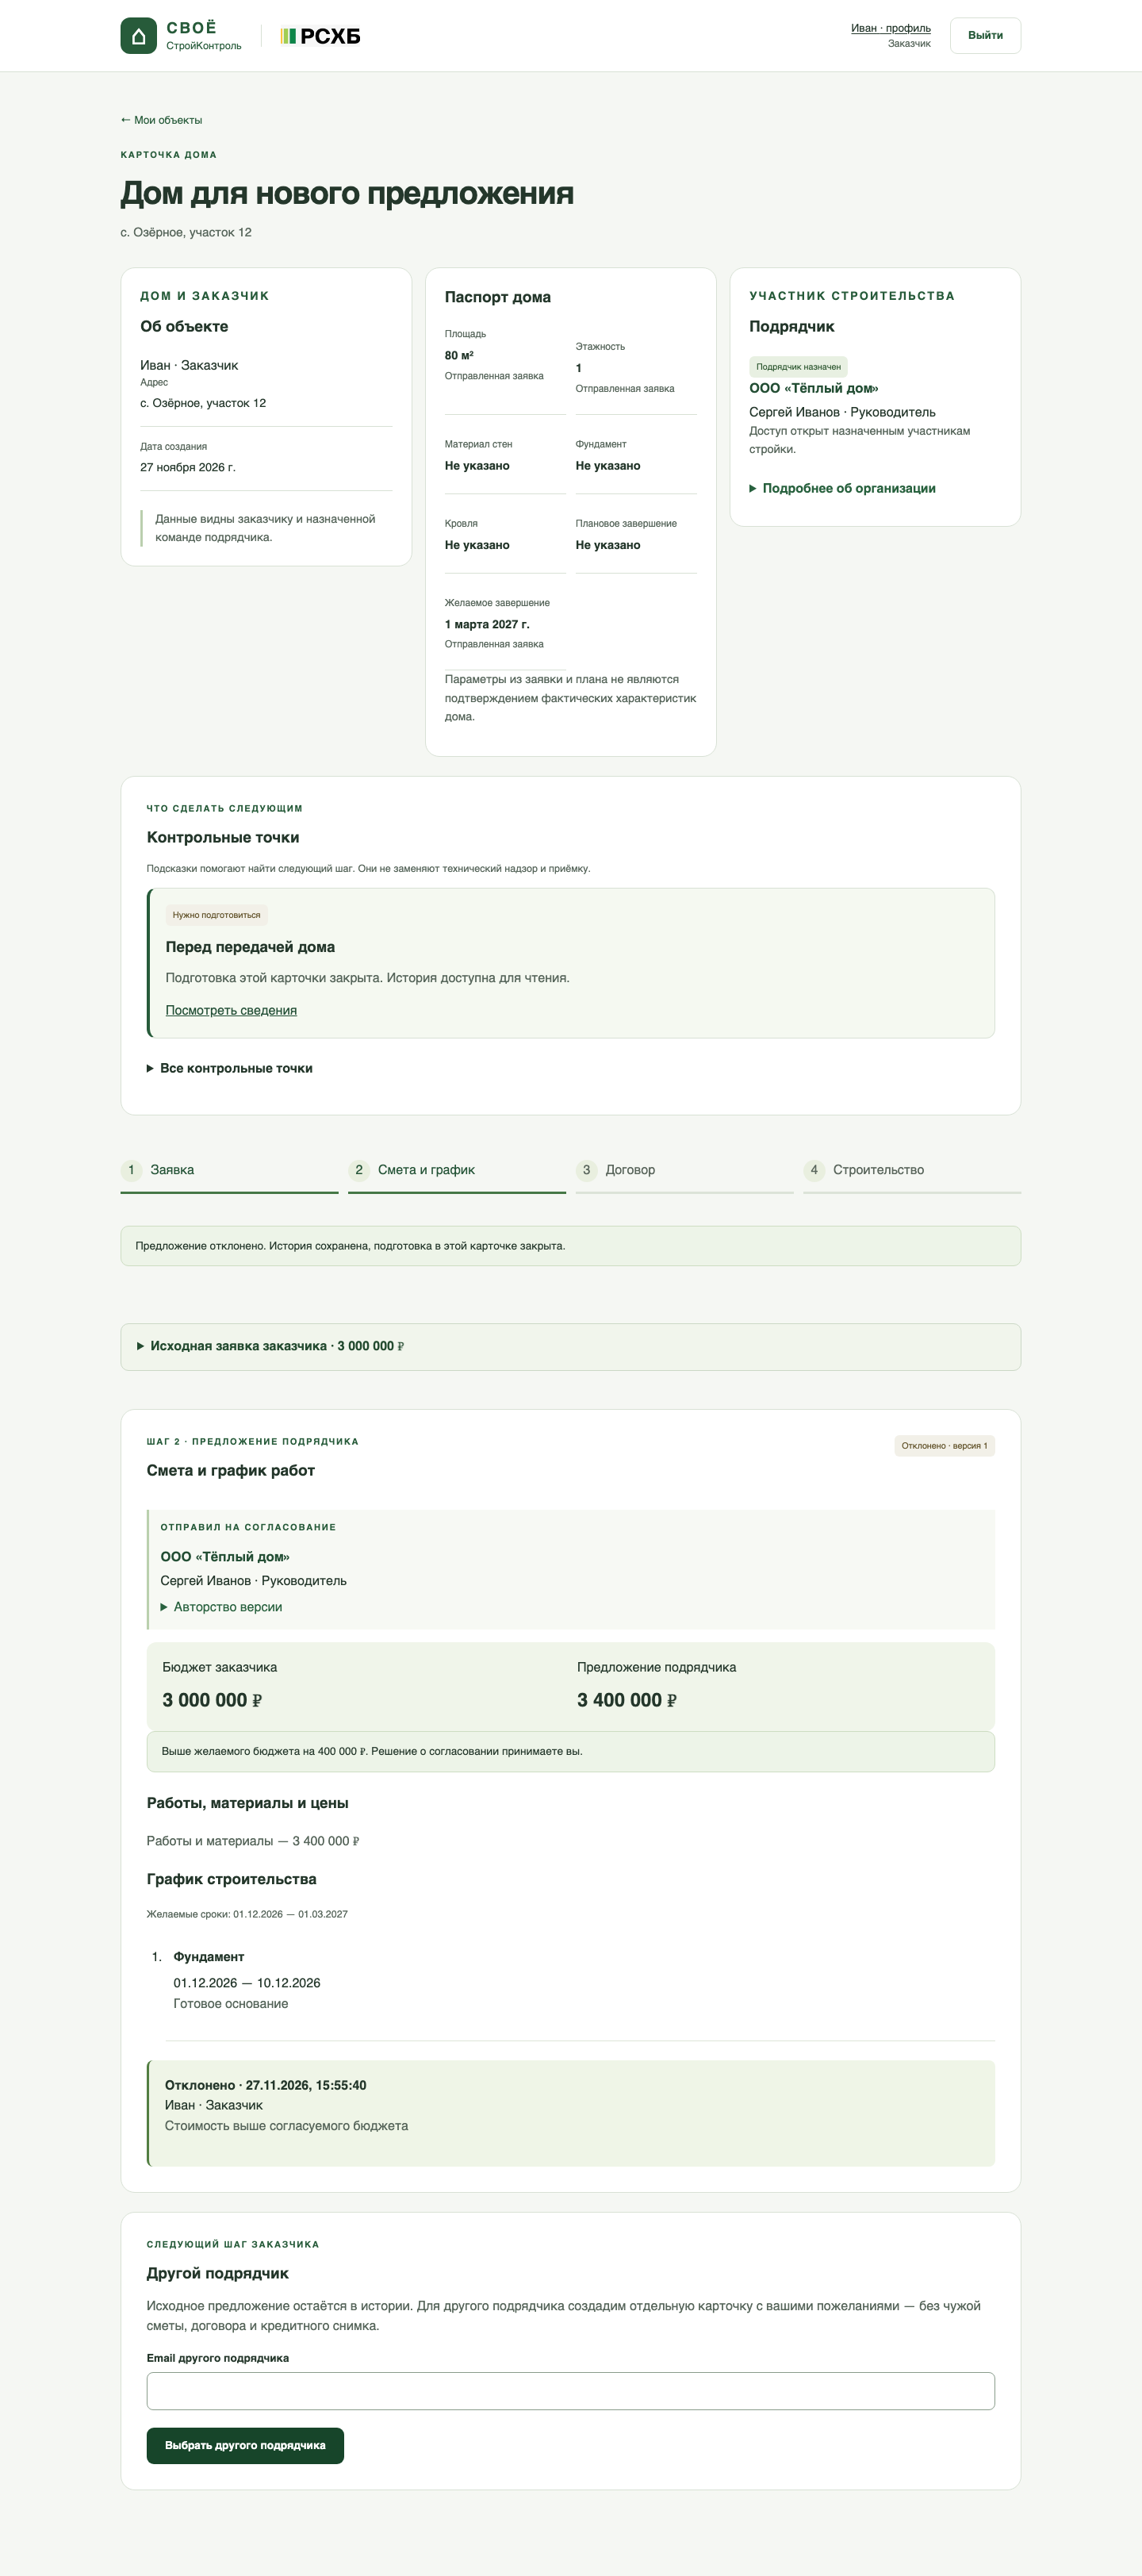 СВОЁ
СтройКонтроль
РСХБ
Иван · профиль
Заказчик
Выйти
← Мои объекты
КАРТОЧКА ДОМА
Дом для нового предложения
с. Озёрное, участок 12
ДОМ И ЗАКАЗЧИК
Об объекте
Иван · Заказчик
Адрес
с. Озёрное, участок 12
Дата создания
27 ноября 2026 г.
Данные видны заказчику и назначенной
команде подрядчика.
Паспорт дома
Площадь
80 м²
Отправленная заявка
Этажность
1
Отправленная заявка
Материал стен
Не указано
Фундамент
Не указано
Кровля
Не указано
Плановое завершение
Не указано
Желаемое завершение
1 марта 2027 г.
Отправленная заявка
Параметры из заявки и плана не являются
подтверждением фактических характеристик
дома.
УЧАСТНИК СТРОИТЕЛЬСТВА
Подрядчик
Подрядчик назначен
ООО «Тёплый дом»
Сергей Иванов · Руководитель
Доступ открыт назначенным участникам
стройки.
▶ Подробнее об организации
ЧТО СДЕЛАТЬ СЛЕДУЮЩИМ
Контрольные точки
Подсказки помогают найти следующий шаг. Они не заменяют технический надзор и приёмку.
Нужно подготовиться
Перед передачей дома
Подготовка этой карточки закрыта. История доступна для чтения.
Посмотреть сведения
▶ Все контрольные точки
1 Заявка
2 Смета и график
3 Договор
4 Строительство
Предложение отклонено. История сохранена, подготовка в этой карточке закрыта.
▶ Исходная заявка заказчика · 3 000 000 ₽
ШАГ 2 · ПРЕДЛОЖЕНИЕ ПОДРЯДЧИКА
Отклонено · версия 1
Смета и график работ
ОТПРАВИЛ НА СОГЛАСОВАНИЕ
ООО «Тёплый дом»
Сергей Иванов · Руководитель
▶ Авторство версии
Бюджет заказчика
3 000 000 ₽
Предложение подрядчика
3 400 000 ₽
Выше желаемого бюджета на 400 000 ₽. Решение о согласовании принимаете вы.
Работы, материалы и цены
Работы и материалы — 3 400 000 ₽
График строительства
Желаемые сроки: 01.12.2026 — 01.03.2027
1. Фундамент
01.12.2026 — 10.12.2026
Готовое основание
Отклонено · 27.11.2026, 15:55:40
Иван · Заказчик
Стоимость выше согласуемого бюджета
СЛЕДУЮЩИЙ ШАГ ЗАКАЗЧИКА
Другой подрядчик
Исходное предложение остаётся в истории. Для другого подрядчика создадим отдельную карточку с вашими пожеланиями — без чужой
сметы, договора и кредитного снимка.
Email другого подрядчика
Выбрать другого подрядчика